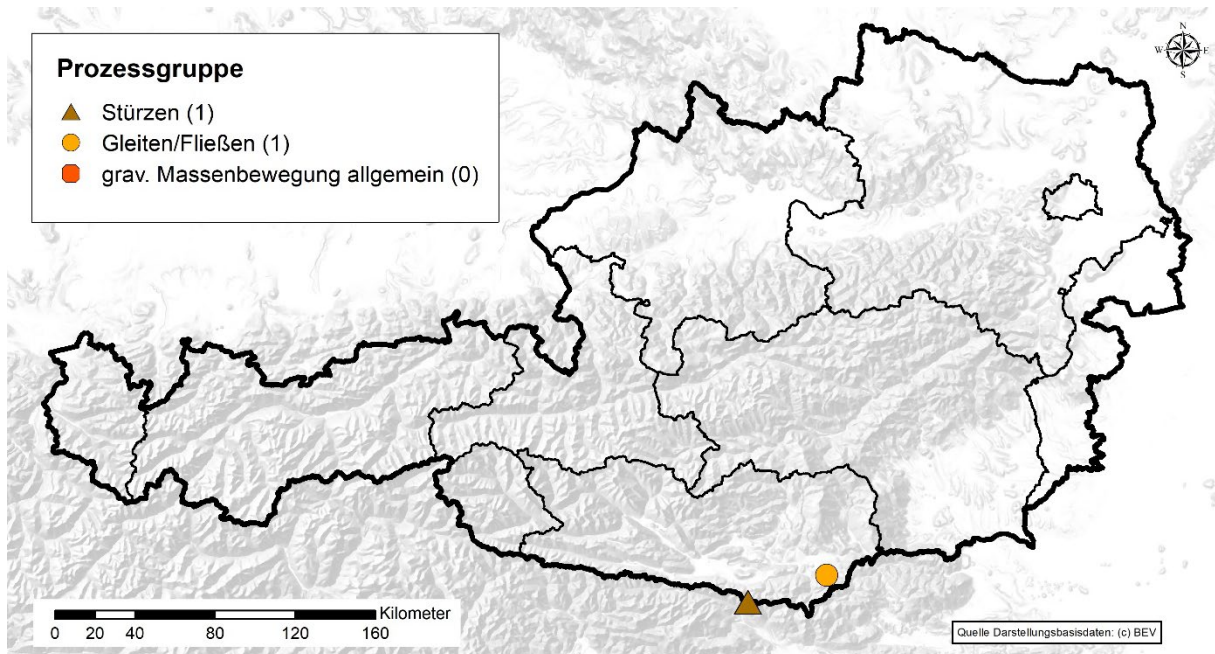 Prozessgruppe
Stürzen (1)
Gleiten/Fließen (1)
grav. Massenbewegung allgemein (0)
N
W E
S
Kilometer
0 20 40 80 120 160
Quelle Darstellungsbasisdaten: (c) BEV